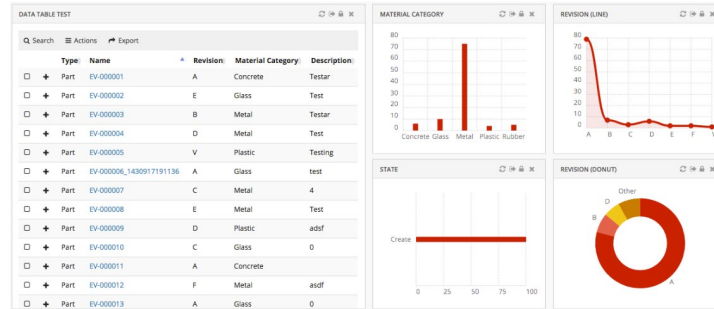 DATA TABLE TEST
Search Actions Export
Type Name Revision Material Category Description
Part EV-000001 A Concrete Testar
Part EV-000002 E Glass Test
Part EV-000003 B Metal Testar
Part EV-000004 D Metal Test
Part EV-000005 V Plastic Testing
Part EV-000006_1430917191136 A Glass test
Part EV-000007 C Metal 4
Part EV-000008 E Metal Test
Part EV-000009 D Plastic adsf
Part EV-000010 C Glass 0
Part EV-000011 A Concrete
Part EV-000012 F Metal asdf
Part EV-000013 A Glass 0
MATERIAL CATEGORY
80
70
60
50
40
30
20
10
0
Concrete Glass Metal Plastic Rubber
REVISION (LINE)
80
70
60
50
40
30
20
10
0
A B C D E F V
STATE
Create
0 25 50 75 100
REVISION (DONUT)
Other
D
B
A